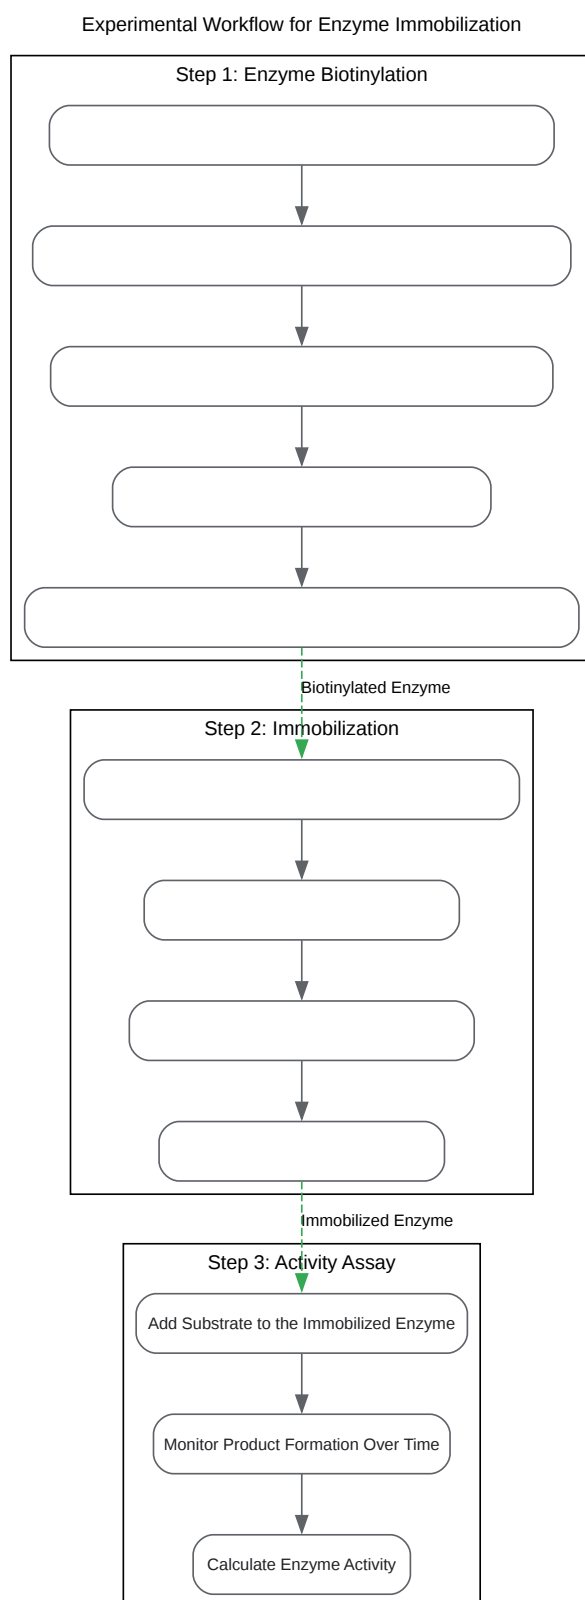 Experimental Workflow for Enzyme Immobilization
Step 1: Enzyme Biotinylation
Biotinylated Enzyme
Step 2: Immobilization
Immobilized Enzyme
Step 3: Activity Assay
Add Substrate to the Immobilized Enzyme
Monitor Product Formation Over Time
Calculate Enzyme Activity